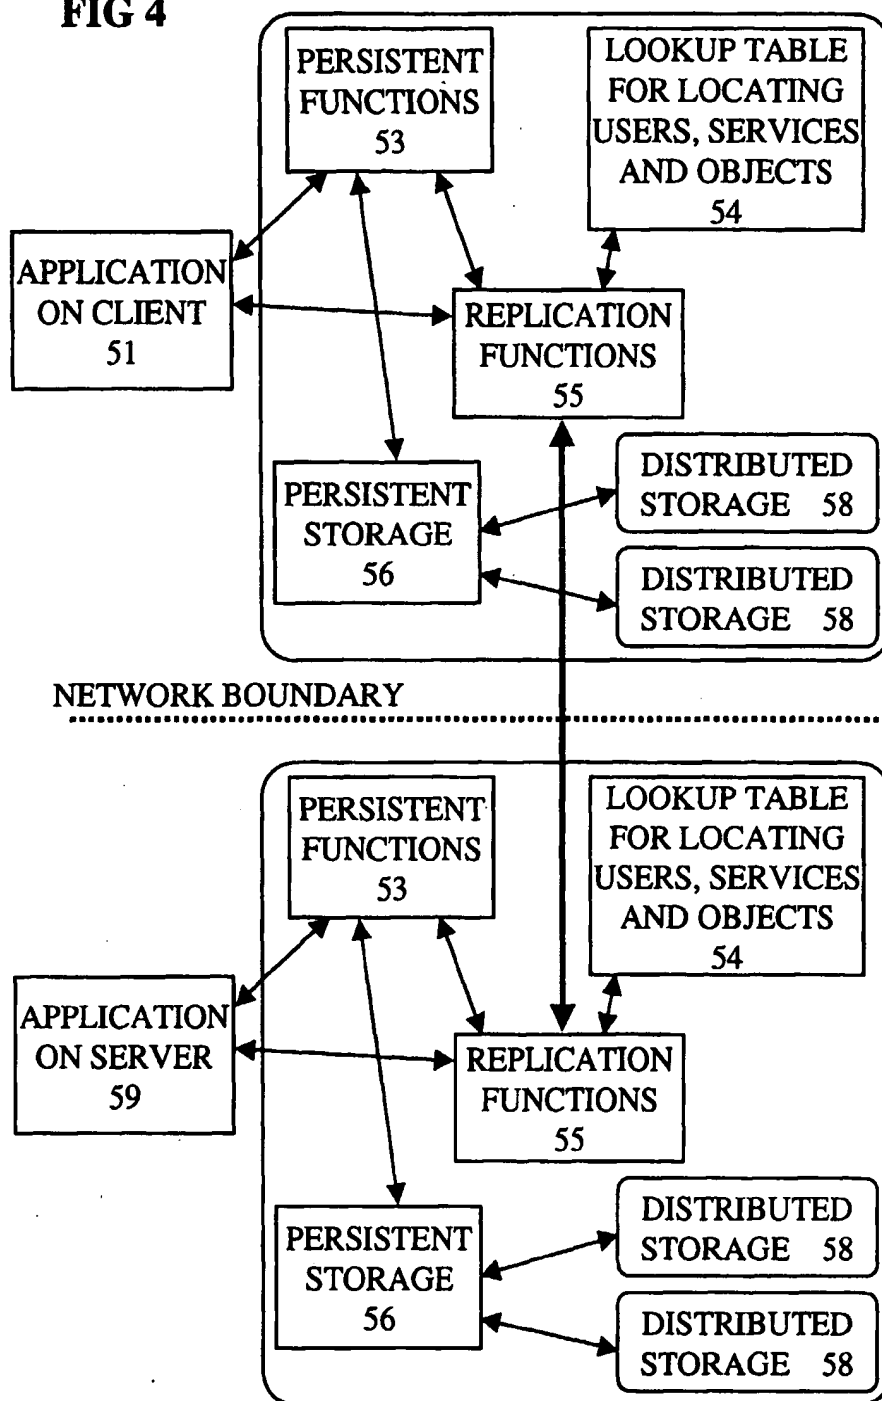 FIG 4
PERSISTENT
FUNCTIONS
53
LOOKUP TABLE
FOR LOCATING
USERS, SERVICES
AND OBJECTS
54
APPLICATION
ON CLIENT
51
REPLICATION
FUNCTIONS
55
PERSISTENT
STORAGE
56
DISTRIBUTED
STORAGE 58
DISTRIBUTED
STORAGE 58
NETWORK BOUNDARY
PERSISTENT
FUNCTIONS
53
LOOKUP TABLE
FOR LOCATING
USERS, SERVICES
AND OBJECTS
54
APPLICATION
ON SERVER
59
REPLICATION
FUNCTIONS
55
PERSISTENT
STORAGE
56
DISTRIBUTED
STORAGE 58
DISTRIBUTED
STORAGE 58